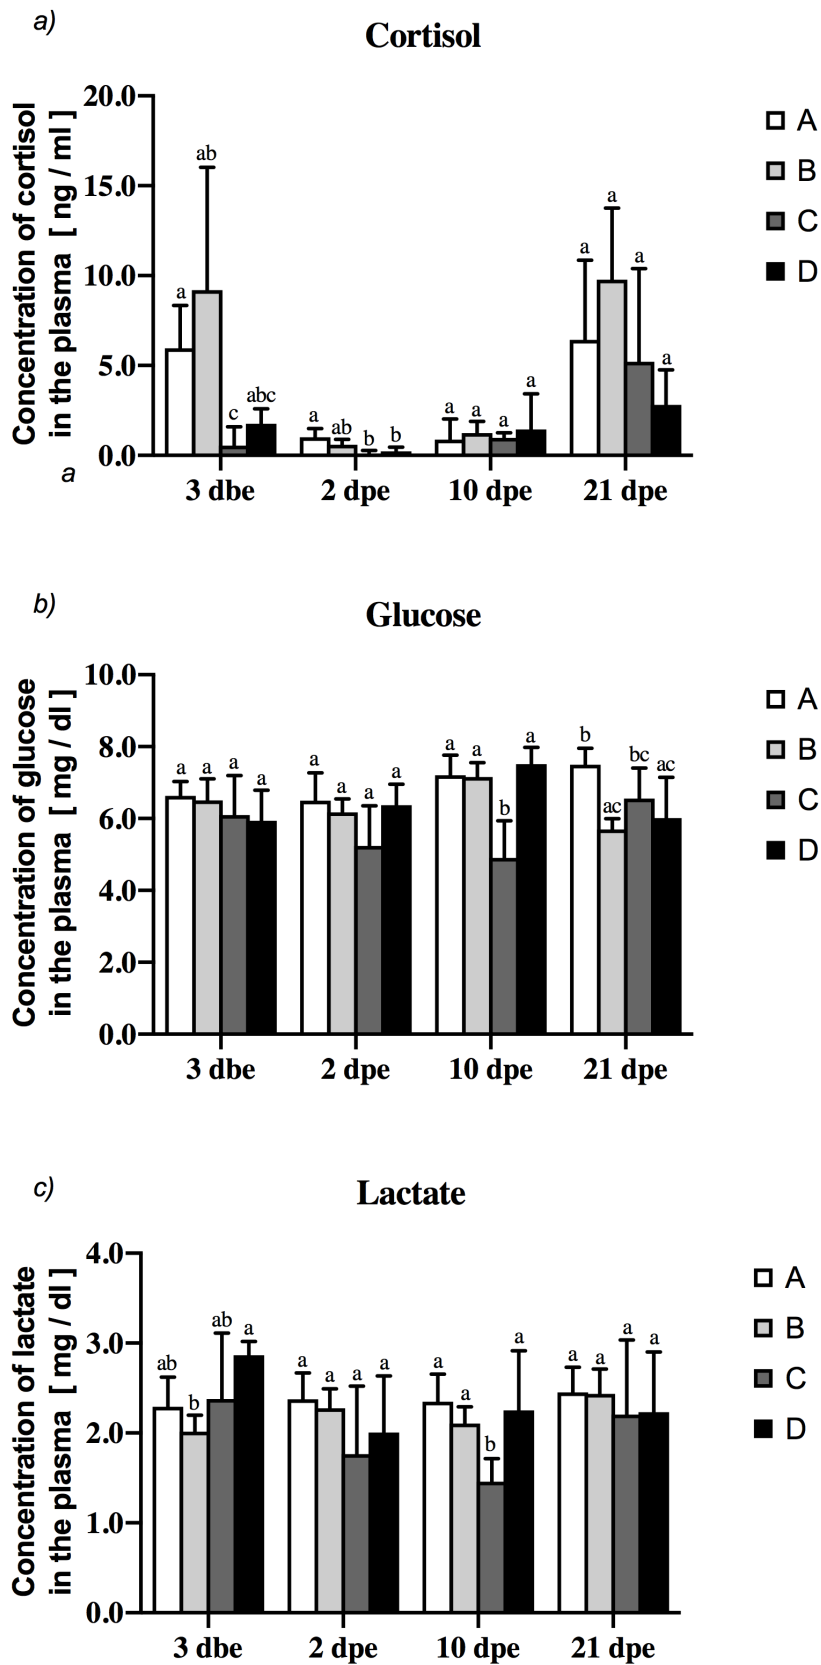 a)
Cortisol
Concentration of cortisol
in the plasma [ ng / ml ]
20.0
15.0
10.0
5.0
0.0
a
a
ab
c
abc
a
ab
b
b
a
a
a
a
a
a
a
a
3 dbe
2 dpe
10 dpe
21 dpe
A
B
C
D
b)
Glucose
Concentration of glucose
in the plasma [ mg / dl ]
10.0
8.0
6.0
4.0
2.0
0.0
a
a
a
a
a
a
a
a
a
a
b
a
b
ac
bc
ac
3 dbe
2 dpe
10 dpe
21 dpe
A
B
C
D
c)
Lactate
Concentration of lactate
in the plasma [ mg / dl ]
4.0
3.0
2.0
1.0
0.0
ab
b
ab
a
a
a
a
a
a
a
b
a
a
a
a
a
3 dbe
2 dpe
10 dpe
21 dpe
A
B
C
D